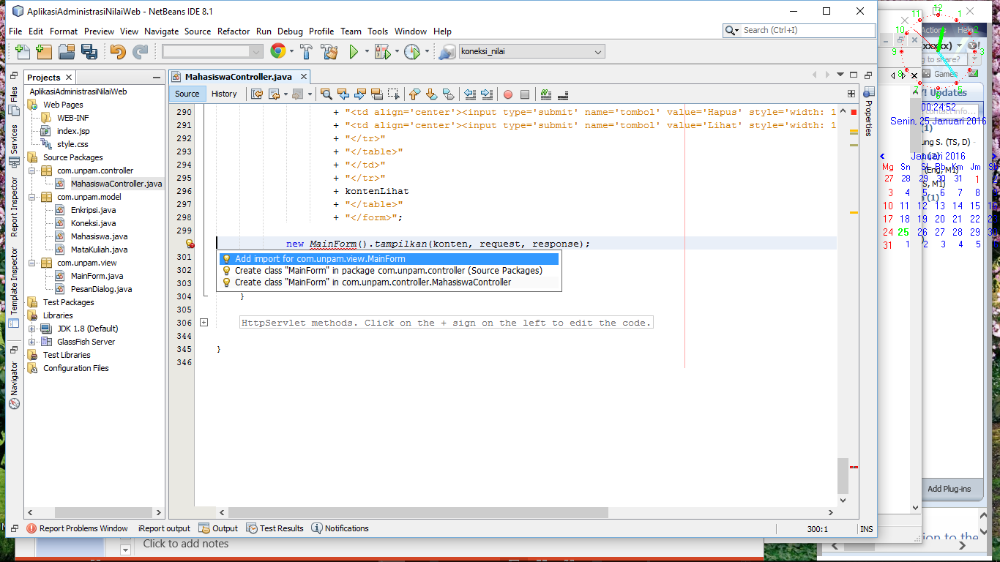 AplikasiAdministrasiNilaiWeb - NetBeans IDE 8.1
File Edit Format Preview View Navigate Source Refactor Run Debug Profile Team Tools Window Help
Search (Ctrl+I)
koneksi_nilai
Projects
MahasiswaController.java
Source History
AplikasiAdministrasiNilaiWeb
Web Pages
WEB-INF
index.jsp
style.css
Source Packages
com.unpam.controller
MahasiswaController.java
com.unpam.model
Enkripsi.java
Koneksi.java
Mahasiswa.java
MataKuliah.java
com.unpam.view
MainForm.java
PesanDialog.java
Test Packages
Libraries
JDK 1.8 (Default)
GlassFish Server
Test Libraries
Configuration Files
Files
Services
Report Inspector
Template Inspector
Navigator
290 + "<td align='center'><input type='submit' name='tombol' value='Hapus' style='width: 1
291 + "<td align='center'><input type='submit' name='tombol' value='Lihat' style='width: 1
292 + "</tr>"
293 + "</table>"
294 + "</td>"
295 + "</tr>"
296 + kontenLihat
297 + "</table>"
298 + "</form>";
299
new MainForm().tampilkan(konten, request, response);
301
302
303
Add import for com.unpam.view.MainForm
Create class "MainForm" in package com.unpam.controller (Source Packages)
Create class "MainForm" in com.unpam.controller.MahasiswaController
304 }
305
306 HttpServlet methods. Click on the + sign on the left to edit the code.
344
345 }
346
Properties
Report Problems Window iReport output Output Test Results Notifications
300:1 INS
Click to add notes
Actions Help
g to share?
Games
! Updates
00:24:52
Senin, 25 Januari 2016
Januari 2016
Mg Sn Sl Rb Km Jm S
27 28 29 30 31 1 2
3 4 5 6 7 8
10 11 12 13 14 15 1
17 18 19 20 21 22 2
24 25 26 27 28 29 3
31 1 2 3 4 5
Add Plug-ins
ion to the